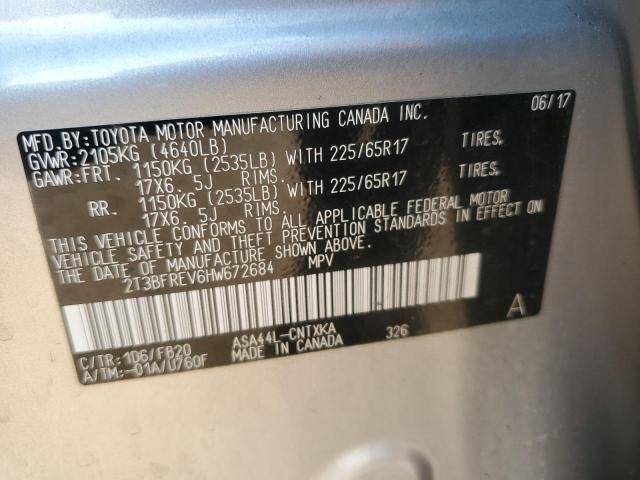 MFD.BY:TOYOTA MOTOR MANUFACTURING CANADA INC. 06/17
GVWR:2105KG (4640LB)
GAWR:FRT. 1150KG (2535LB) WITH 225/65R17 TIRES.
17X6. 5J RIMS.
RR. 1150KG (2535LB) WITH 225/65R17 TIRES.
17X6. 5J RIMS.
THIS VEHICLE CONFORMS TO ALL APPLICABLE FEDERAL MOTOR
VEHICLE SAFETY AND THEFT PREVENTION STANDARDS IN EFFECT ON
THE DATE OF MANUFACTURE SHOWN ABOVE.
2T3BFREV6HW672684 MPV
A
C/TR:1D6/FB20 ASA44L-CNTXKA 326
A/TM:-01A/U760F MADE IN CANADA